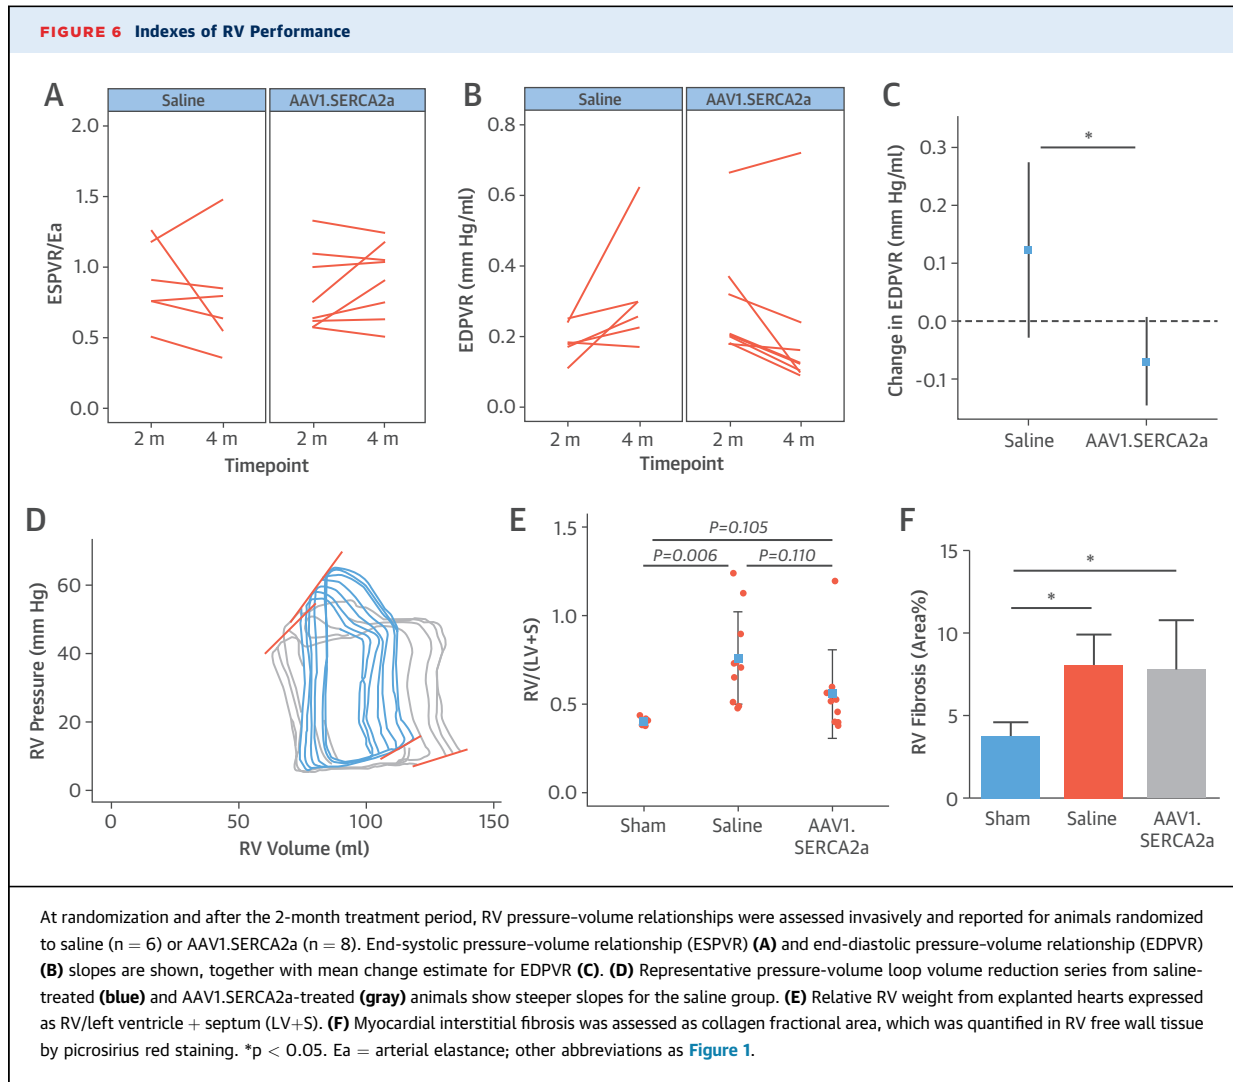 FIGURE 6 Indexes of RV Performance
A
Saline
AAV1.SERCA2a
ESPVR/Ea
2.0
1.5
1.0
0.5
0.0
2 m
4 m
2 m
4 m
Timepoint
B
Saline
AAV1.SERCA2a
EDPVR (mm Hg/ml)
0.8
0.6
0.4
0.2
0.0
2 m
4 m
2 m
4 m
Timepoint
C
Change in EDPVR (mm Hg/ml)
0.3
0.2
0.1
0.0
-0.1
*
Saline
AAV1.SERCA2a
D
RV Pressure (mm Hg)
60
40
20
0
0
50
100
150
RV Volume (ml)
E
RV/(LV+S)
1.5
1.0
0.5
0.0
P=0.105
P=0.006
P=0.110
Sham
Saline
AAV1.
SERCA2a
F
RV Fibrosis (Area%)
15
10
5
0
*
*
Sham
Saline
AAV1.
SERCA2a
At randomization and after the 2-month treatment period, RV pressure-volume relationships were assessed invasively and reported for animals randomized
to saline (n = 6) or AAV1.SERCA2a (n = 8). End-systolic pressure-volume relationship (ESPVR) (A) and end-diastolic pressure-volume relationship (EDPVR)
(B) slopes are shown, together with mean change estimate for EDPVR (C). (D) Representative pressure-volume loop volume reduction series from saline-
treated (blue) and AAV1.SERCA2a-treated (gray) animals show steeper slopes for the saline group. (E) Relative RV weight from explanted hearts expressed
as RV/left ventricle + septum (LV+S). (F) Myocardial interstitial fibrosis was assessed as collagen fractional area, which was quantified in RV free wall tissue
by picrosirius red staining. *p < 0.05. Ea = arterial elastance; other abbreviations as Figure 1.